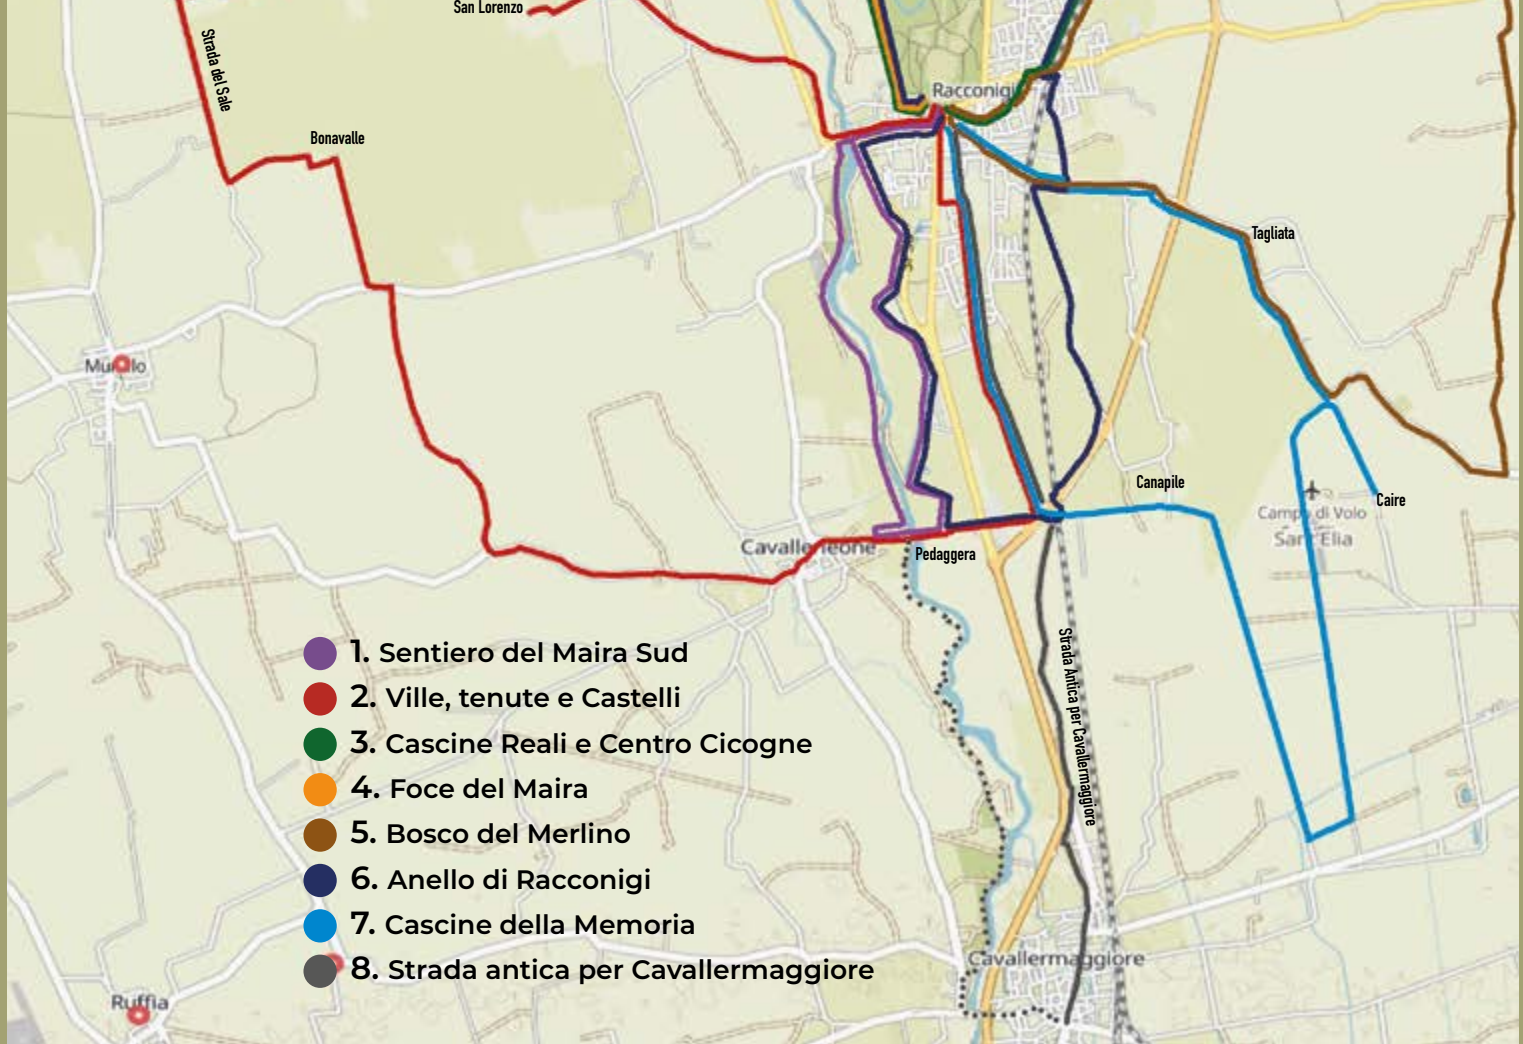 San Lorenzo
Strada del Sale
Racconigi
Bonavalle
Tagliata
Murello
Canapile
Caire
Campo di Volo
Sant'Elia
Cavallerleone
Pedaggera
Strada Antica per Cavallermaggiore
1. Sentiero del Maira Sud
2. Ville, tenute e Castelli
3. Cascine Reali e Centro Cicogne
4. Foce del Maira
5. Bosco del Merlino
6. Anello di Racconigi
7. Cascine della Memoria
8. Strada antica per Cavallermaggiore
Cavallermaggiore
Ruffia